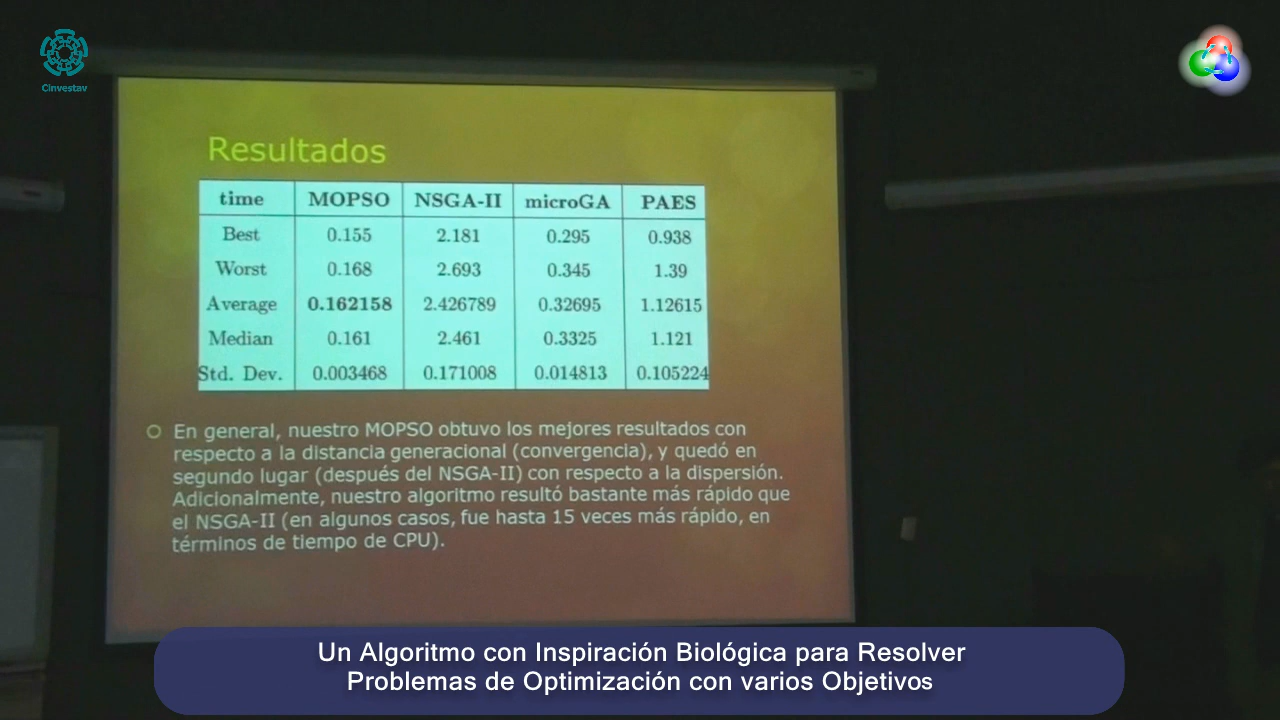 Cinvestav
Resultados
time MOPSO NSGA-II microGA PAES
Best 0.155 2.181 0.295 0.938
Worst 0.168 2.693 0.345 1.39
Average 0.162158 2.426789 0.32695 1.12615
Median 0.161 2.461 0.3325 1.121
Std. Dev. 0.003468 0.171008 0.014813 0.105224
En general, nuestro MOPSO obtuvo los mejores resultados con
respecto a la distancia generacional (convergencia), y quedó en
segundo lugar (después del NSGA-II) con respecto a la dispersión.
Adicionalmente, nuestro algoritmo resultó bastante más rápido que
el NSGA-II (en algunos casos, fue hasta 15 veces más rápido, en
términos de tiempo de CPU).
Un Algoritmo con Inspiración Biológica para Resolver
Problemas de Optimización con varios Objetivos